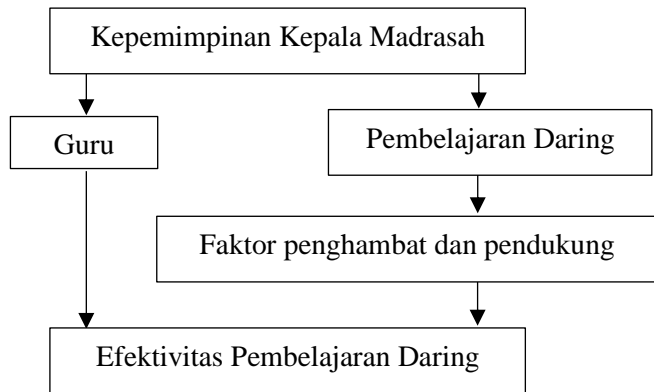 Kepemimpinan Kepala Madrasah
Guru
Pembelajaran Daring
Faktor penghambat dan pendukung
Efektivitas Pembelajaran Daring